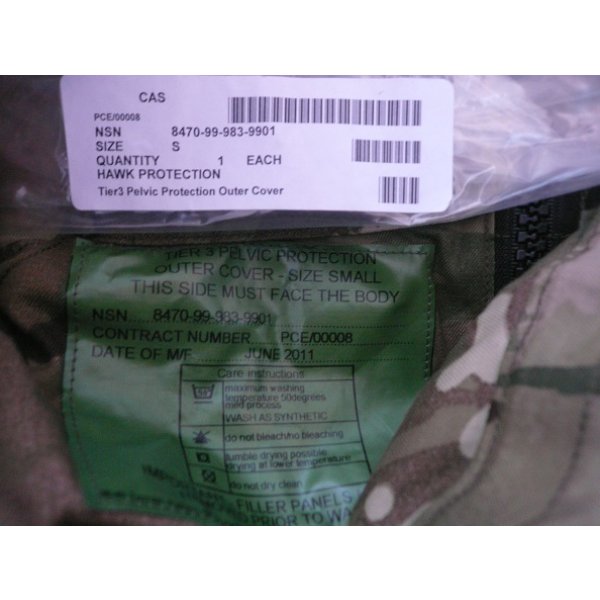 CAS
PCE/00008
NSN 8470-99-983-9901
SIZE S
QUANTITY 1 EACH
HAWK PROTECTION
Tier3 Pelvic Protection Outer Cover
TIER 3 PELVIC PROTECTION
OUTER COVER - SIZE SMALL
THIS SIDE MUST FACE THE BODY
NSN....8470-99-983-9901
CONTRACT NUMBER PCE/00008
DATE OF M/F JUNE 2011
Care instructions
50
maximum washing
temperature 50degrees
med process
WASH AS SYNTHETIC
do not bleach/no bleaching
tumble drying possible
drying at lower temperature
do not dry clean
FILLER PANELS
PRIOR TO WA